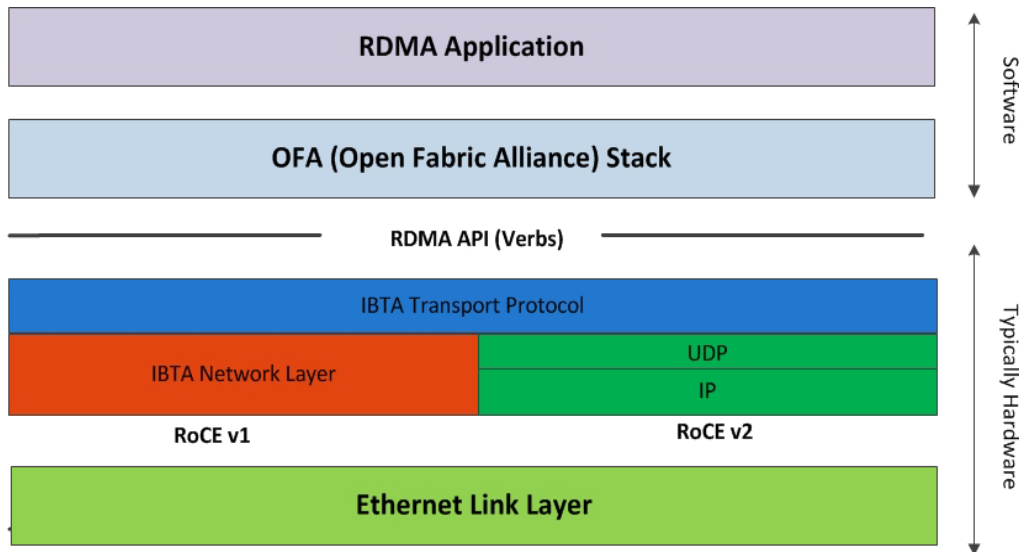 RDMA Application
Software
OFA (Open Fabric Alliance) Stack
RDMA API (Verbs)
IBTA Transport Protocol
Typically Hardware
IBTA Network Layer
UDP
IP
RoCE v1
RoCE v2
Ethernet Link Layer